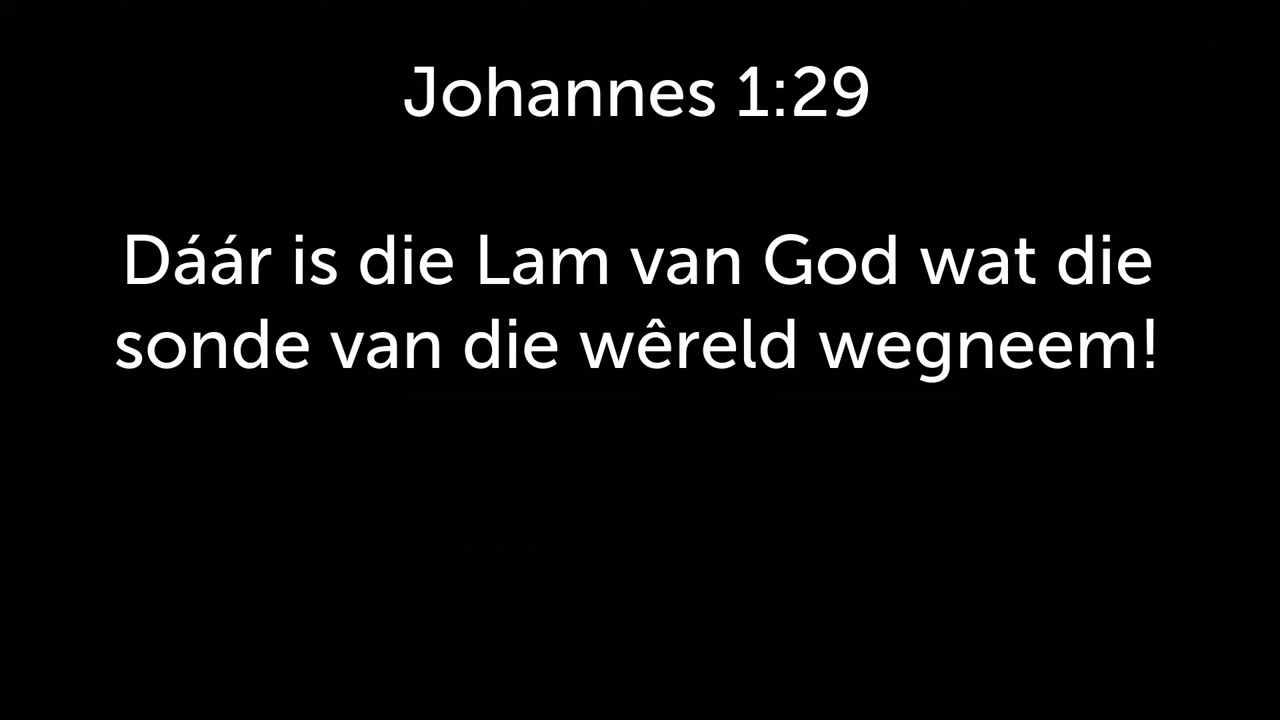 Johannes 1:29
Dáár is die Lam van God wat die
sonde van die wêreld wegneem!